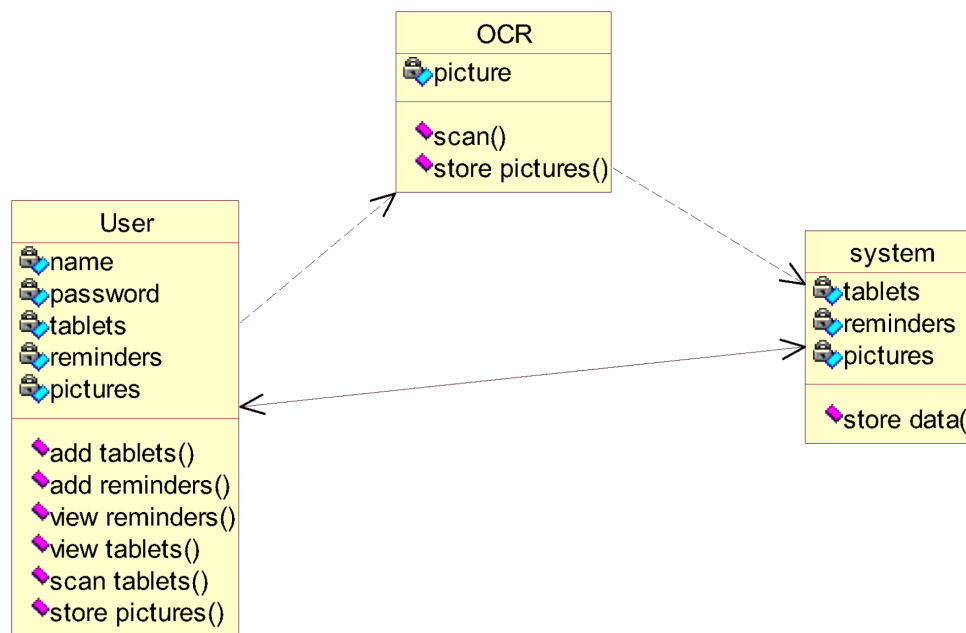 OCR
picture
scan()
store pictures()
User
name
password
tablets
reminders
pictures
add tablets()
add reminders()
view reminders()
view tablets()
scan tablets()
store pictures()
system
tablets
reminders
pictures
store data(